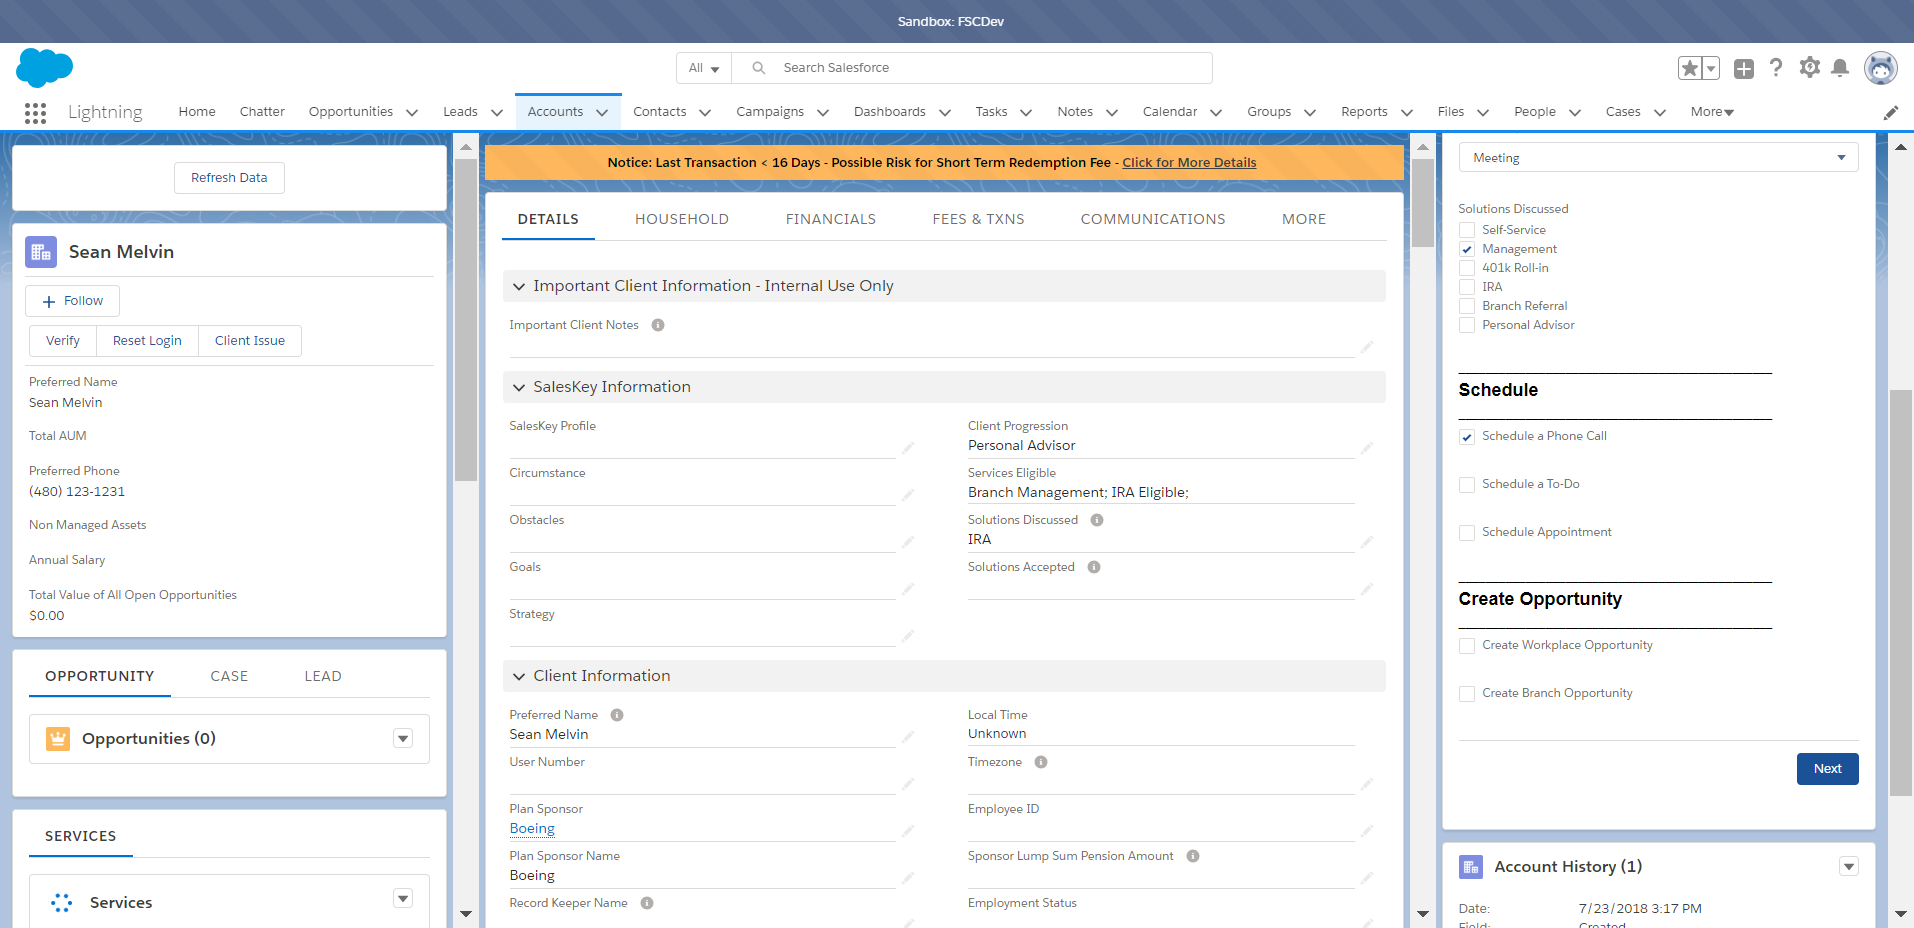 Sandbox: FSCDev
All
Search Salesforce
Lightning
Home Chatter Opportunities Leads Accounts Contacts Campaigns Dashboards Tasks Notes Calendar Groups Reports Files People Cases More
Refresh Data
Sean Melvin
Follow
Verify Reset Login Client Issue
Preferred Name
Sean Melvin
Total AUM
Preferred Phone
(480) 123-1231
Non Managed Assets
Annual Salary
Total Value of All Open Opportunities
$0.00
OPPORTUNITY CASE LEAD
Opportunities (0)
SERVICES
Services
Notice: Last Transaction < 16 Days - Possible Risk for Short Term Redemption Fee - Click for More Details
DETAILS HOUSEHOLD FINANCIALS FEES & TXNS COMMUNICATIONS MORE
Important Client Information - Internal Use Only
Important Client Notes
SalesKey Information
SalesKey Profile
Circumstance
Obstacles
Goals
Strategy
Client Progression
Personal Advisor
Services Eligible
Branch Management; IRA Eligible;
Solutions Discussed
IRA
Solutions Accepted
Client Information
Preferred Name
Sean Melvin
User Number
Plan Sponsor
Boeing
Plan Sponsor Name
Boeing
Record Keeper Name
Local Time
Unknown
Timezone
Employee ID
Sponsor Lump Sum Pension Amount
Employment Status
Meeting
Solutions Discussed
Self-Service
Management
401k Roll-in
IRA
Branch Referral
Personal Advisor
Schedule
Schedule a Phone Call
Schedule a To-Do
Schedule Appointment
Create Opportunity
Create Workplace Opportunity
Create Branch Opportunity
Next
Account History (1)
Date: 7/23/2018 3:17 PM
Field: Created